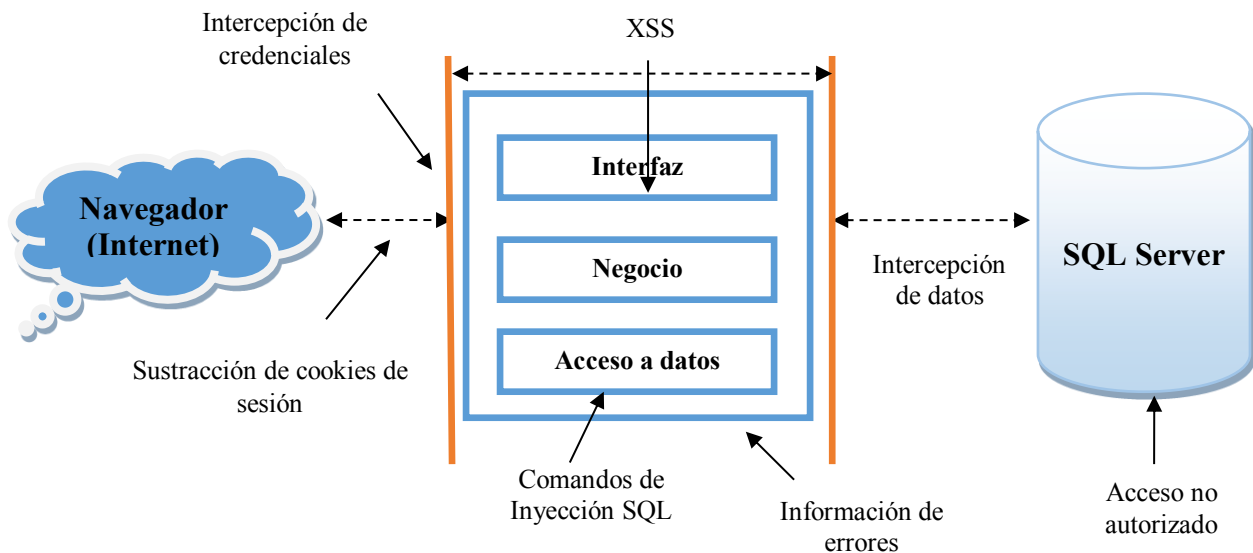 Intercepción de
credenciales
XSS
Interfaz
Navegador
(Internet)
Negocio
Intercepción
de datos
SQL Server
Acceso a datos
Sustracción de cookies de
sesión
Comandos de
Inyección SQL
Información de
errores
Acceso no
autorizado